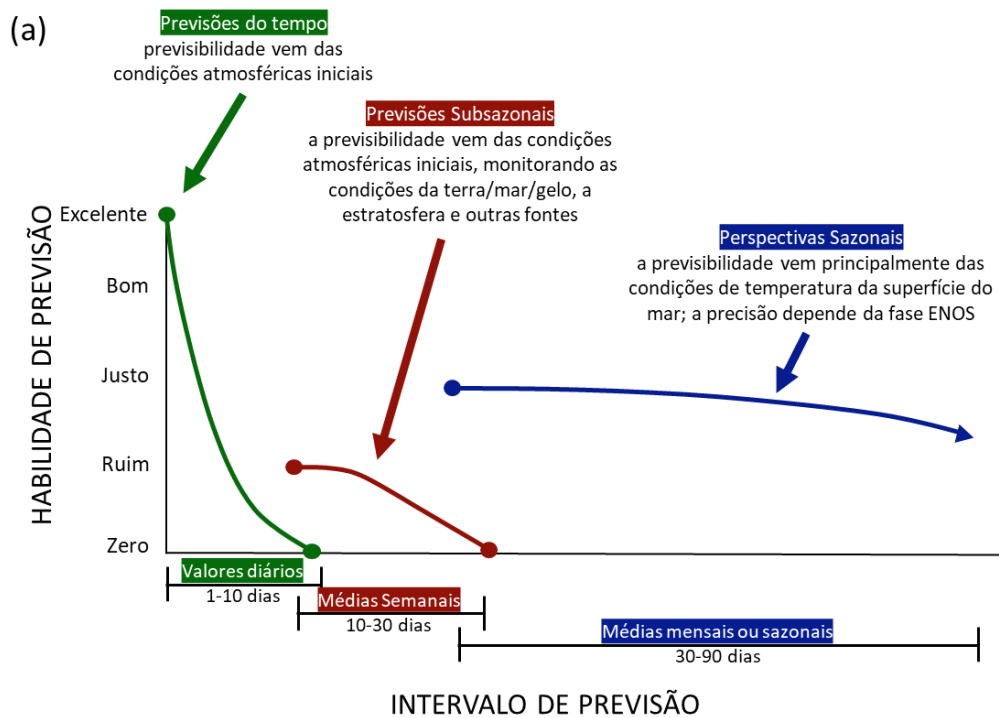 (a)
Previsões do tempo
previsibilidade vem das
condições atmosféricas iniciais
Previsões Subsazonais
a previsibilidade vem das condições
atmosféricas iniciais, monitorando as
condições da terra/mar/gelo, a
estratosfera e outras fontes
Perspectivas Sazonais
a previsibilidade vem principalmente das
condições de temperatura da superfície do
mar; a precisão depende da fase ENOS
HABILIDADE DE PREVISÃO
Excelente
Bom
Justo
Ruim
Zero
Valores diários
1-10 dias
Médias Semanais
10-30 dias
Médias mensais ou sazonais
30-90 dias
INTERVALO DE PREVISÃO